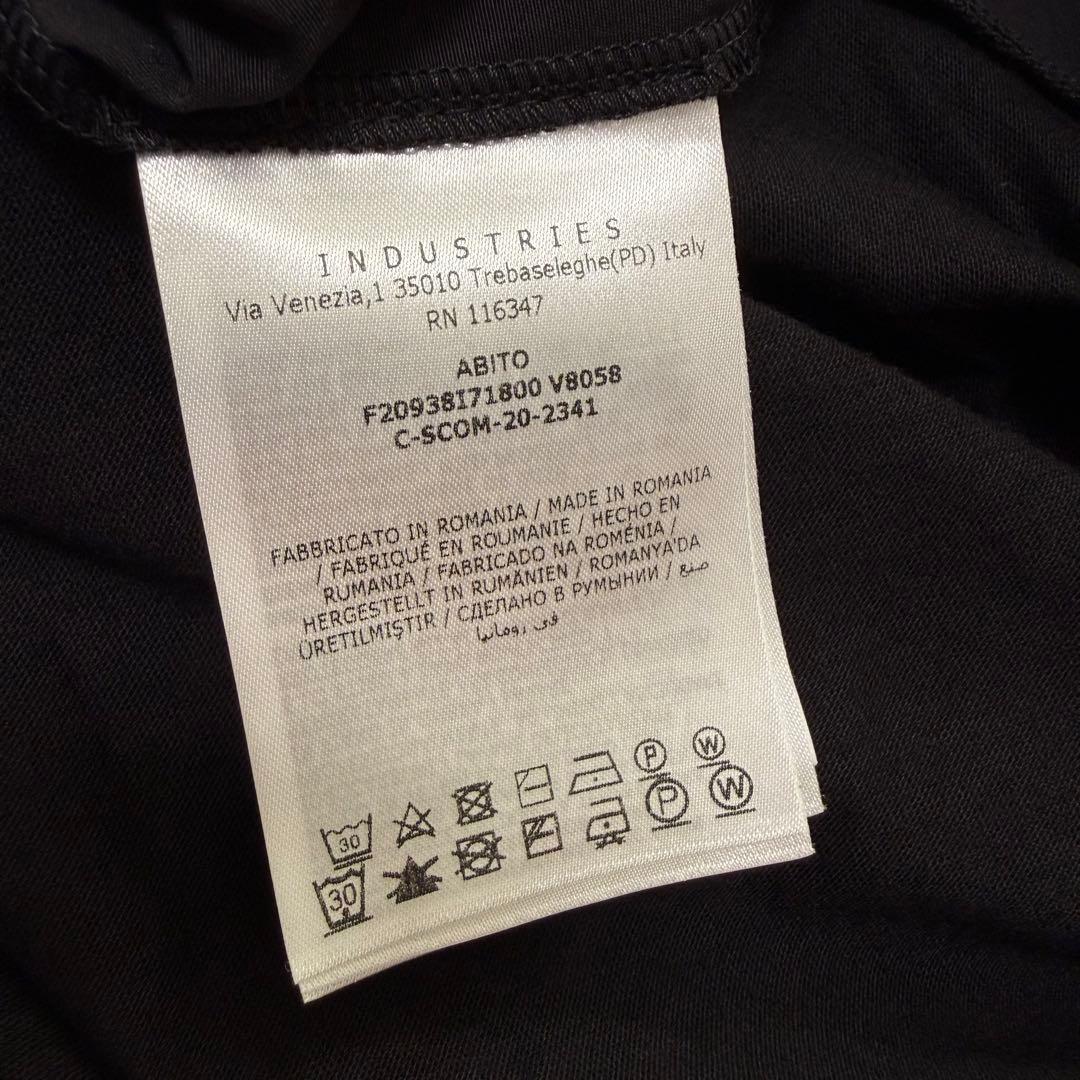 INDUSTRIES
Via Venezia,1 35010 Trebaseleghe(PD) Italy
RN 116347
ABITO
F20938I71800 V8058
C-SCOM-20-2341
FABBRICATO IN ROMANIA / MADE IN ROMANIA
/ FABRIQUÉ EN ROUMANIE / HECHO EN
RUMANIA / FABRICADO NA ROMÉNIA /
HERGESTELLT IN RUMÄNIEN / ROMANYA'DA
ÜRETILMIŞTIR / СДЕЛАНО В РУМЫНИИ / صنع
في رومانيا
30 P W
30 P W